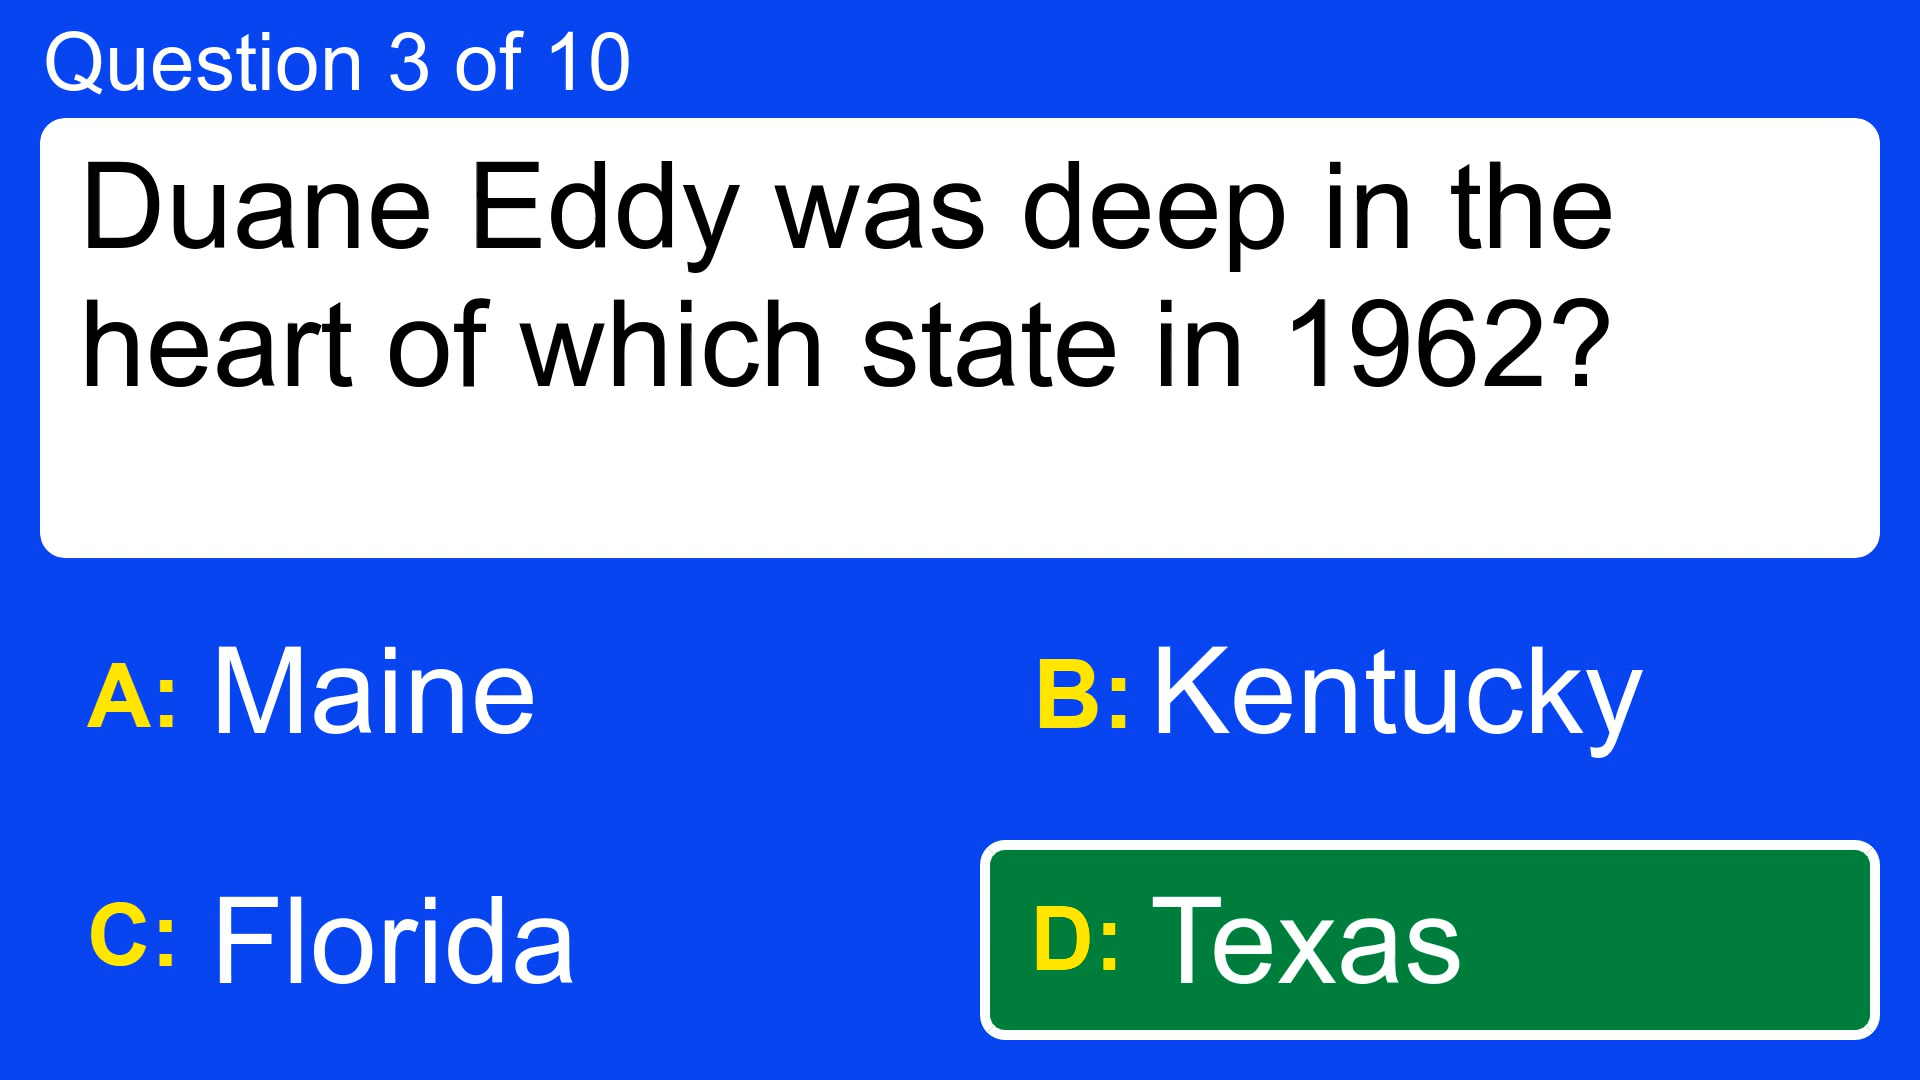 Question 3 of 10
Duane Eddy was deep in the
heart of which state in 1962?
A: Maine
B: Kentucky
C: Florida
D: Texas